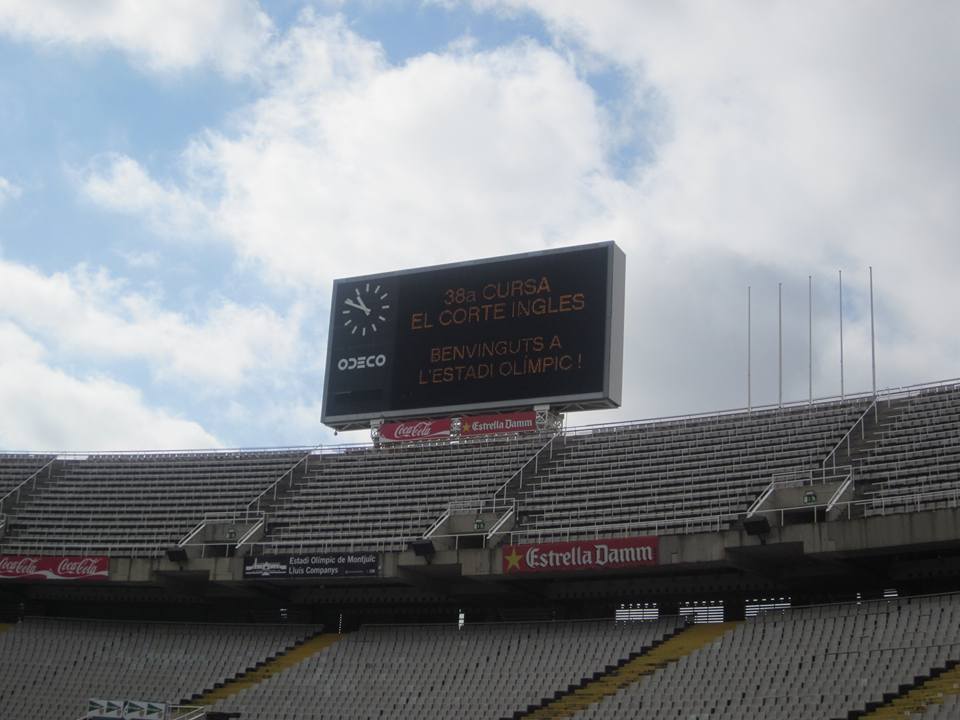 38a CURSA
EL CORTE INGLES
BENVINGUTS A
L'ESTADI OLÍMPIC !
ODECO
Coca-Cola
Estrella Damm
Coca-Cola Coca-Cola
Estadi Olímpic de Montjuïc
Lluís Companys
Estrella Damm